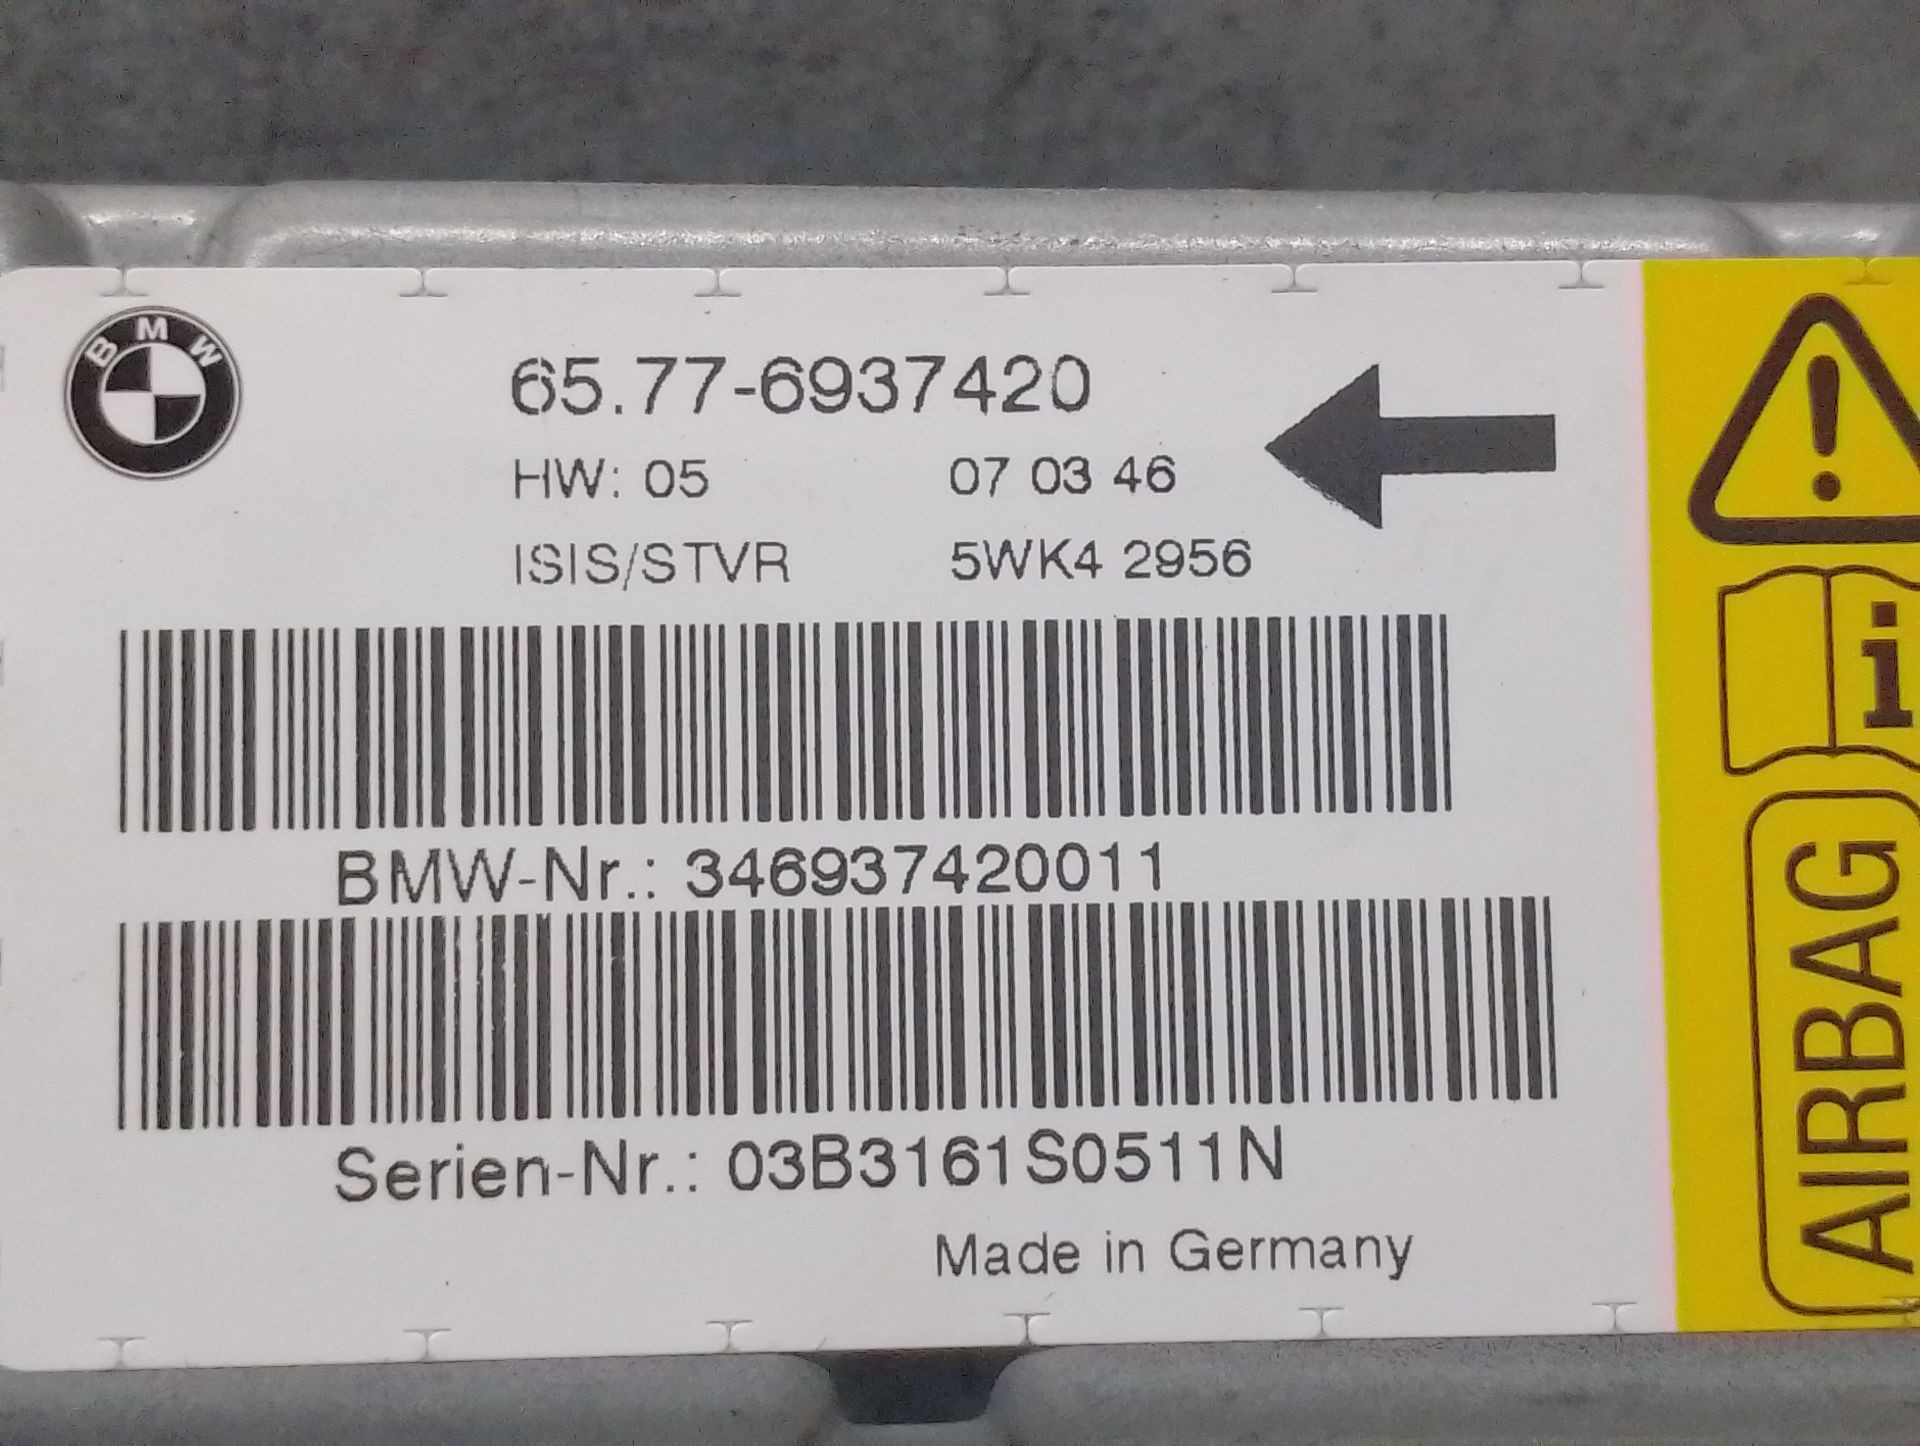 BMW
65.77-6937420
HW: 05 07 03 46
ISIS/STVR 5WK4 2956
BMW-Nr.: 346937420011
Serien-Nr.: 03B3161S0511N
Made in Germany
i
AIRBAG